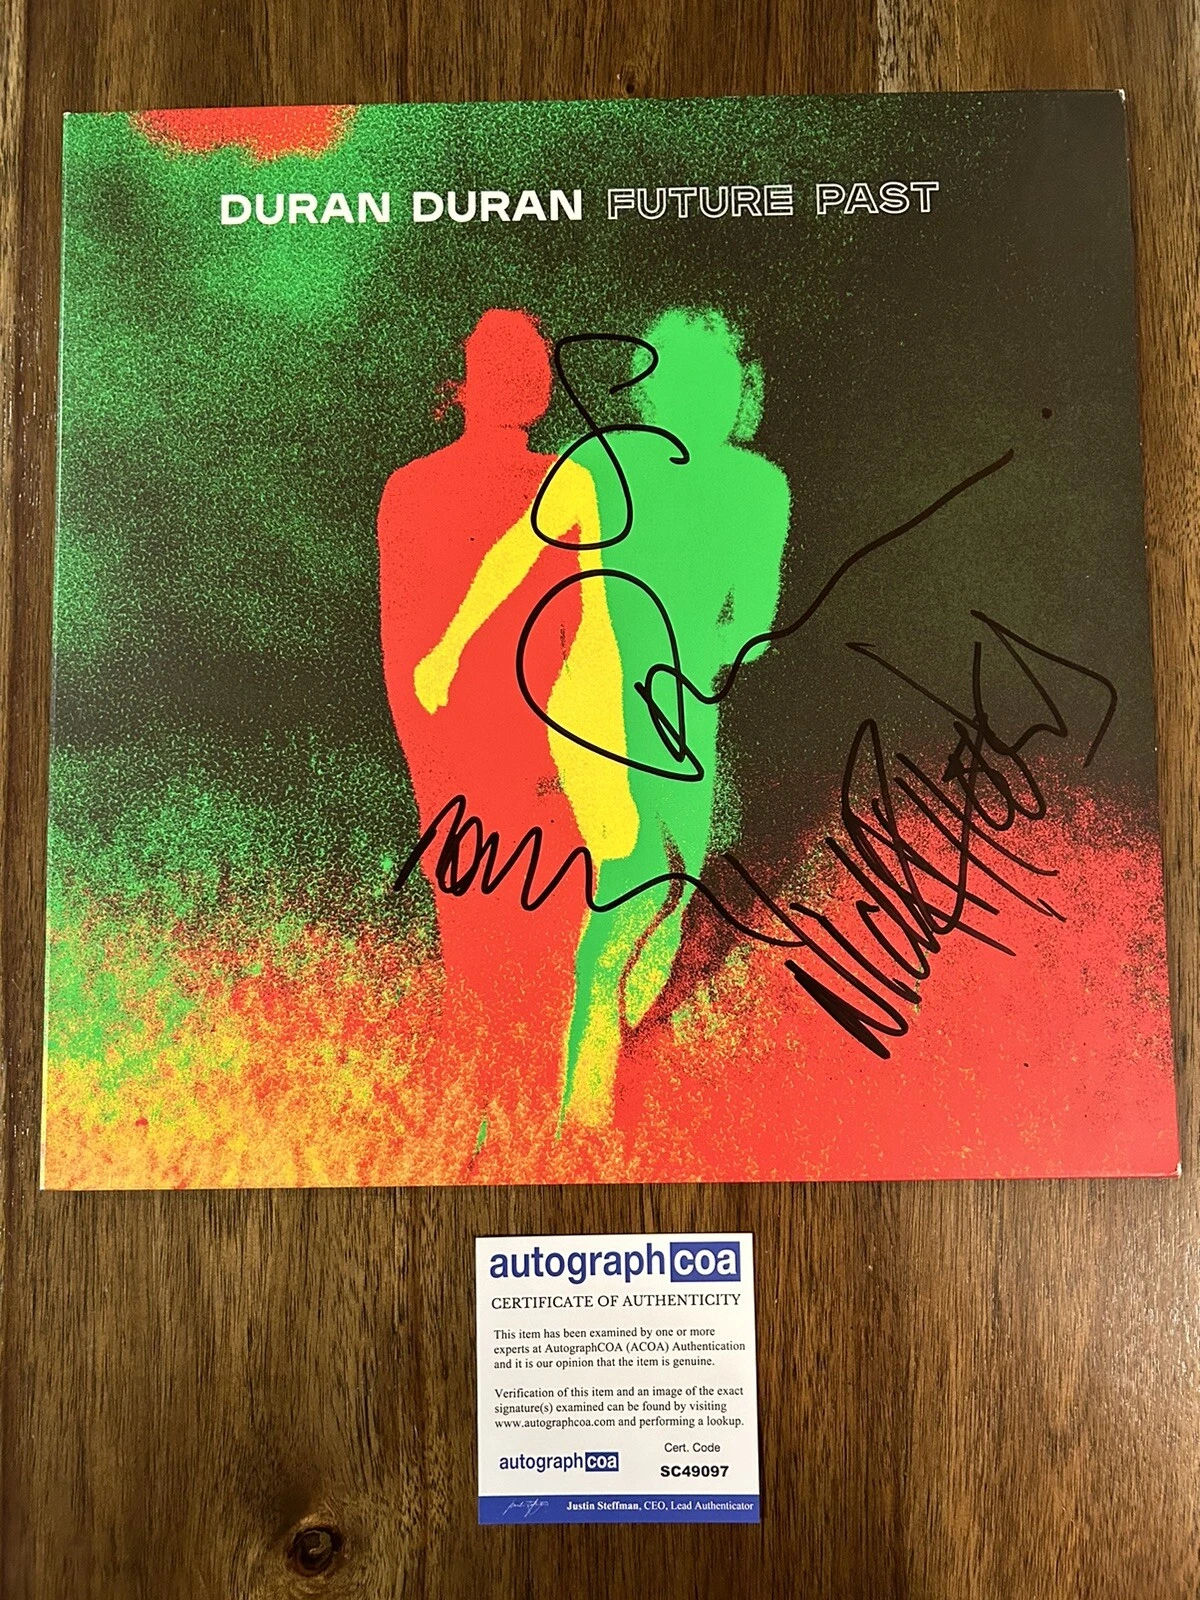 DURAN DURAN FUTURE PAST
autographcoa
CERTIFICATE OF AUTHENTICITY
This item has been examined by one or more
experts at AutographCOA (ACOA) Authentication
and it is our opinion that the item is genuine.
Verification of this item and an image of the exact
signature(s) examined can be found by visiting
www.autographcoa.com and performing a lookup.
autographcoa
Cert. Code
SC49097
Justin Steffman, CEO, Lead Authenticator